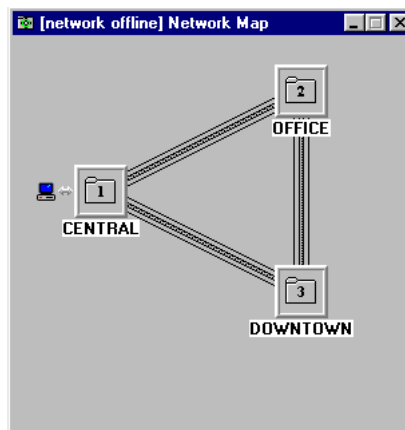 [network offline] Network Map
2
OFFICE
1
CENTRAL
3
DOWNTOWN